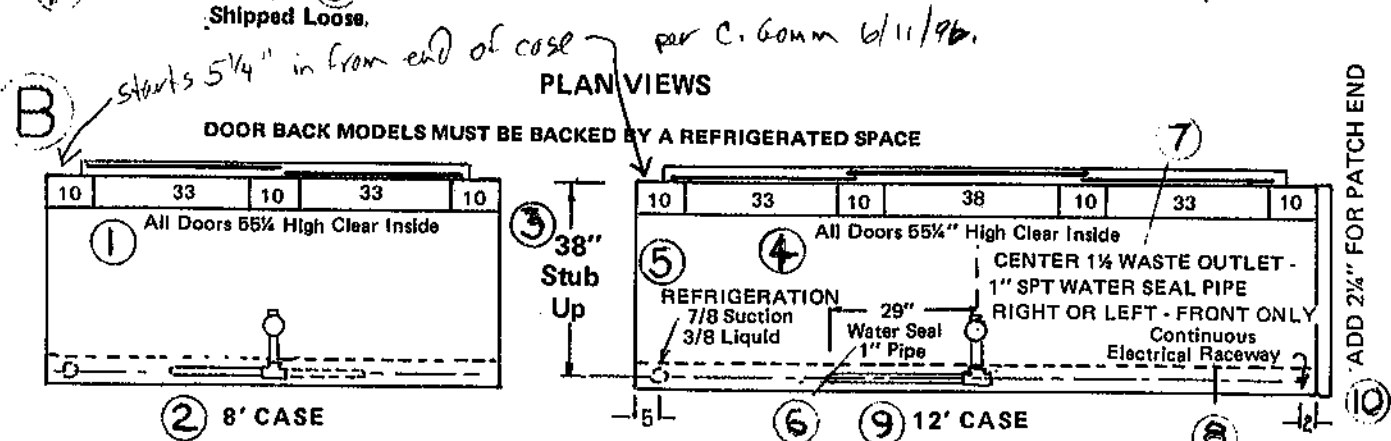 Shipped Loose.
starts 5 1/4" in from end of case per C. Gomm 6/11/96.
B
PLAN VIEWS
DOOR BACK MODELS MUST BE BACKED BY A REFRIGERATED SPACE
10 33 10 33 10
1 All Doors 55¼ High Clear Inside
2 8' CASE
3
38"
Stub
Up
7
10 33 10 38 10 33 10
4 All Doors 55¼" High Clear Inside
5
CENTER 1½ WASTE OUTLET -
1" SPT WATER SEAL PIPE
RIGHT OR LEFT - FRONT ONLY
REFRIGERATION
7/8 Suction
3/8 Liquid
29"
Water Seal
1" Pipe
Continuous
Electrical Raceway
5
6
9 12' CASE
8
2
ADD 2¼" FOR PATCH END
10